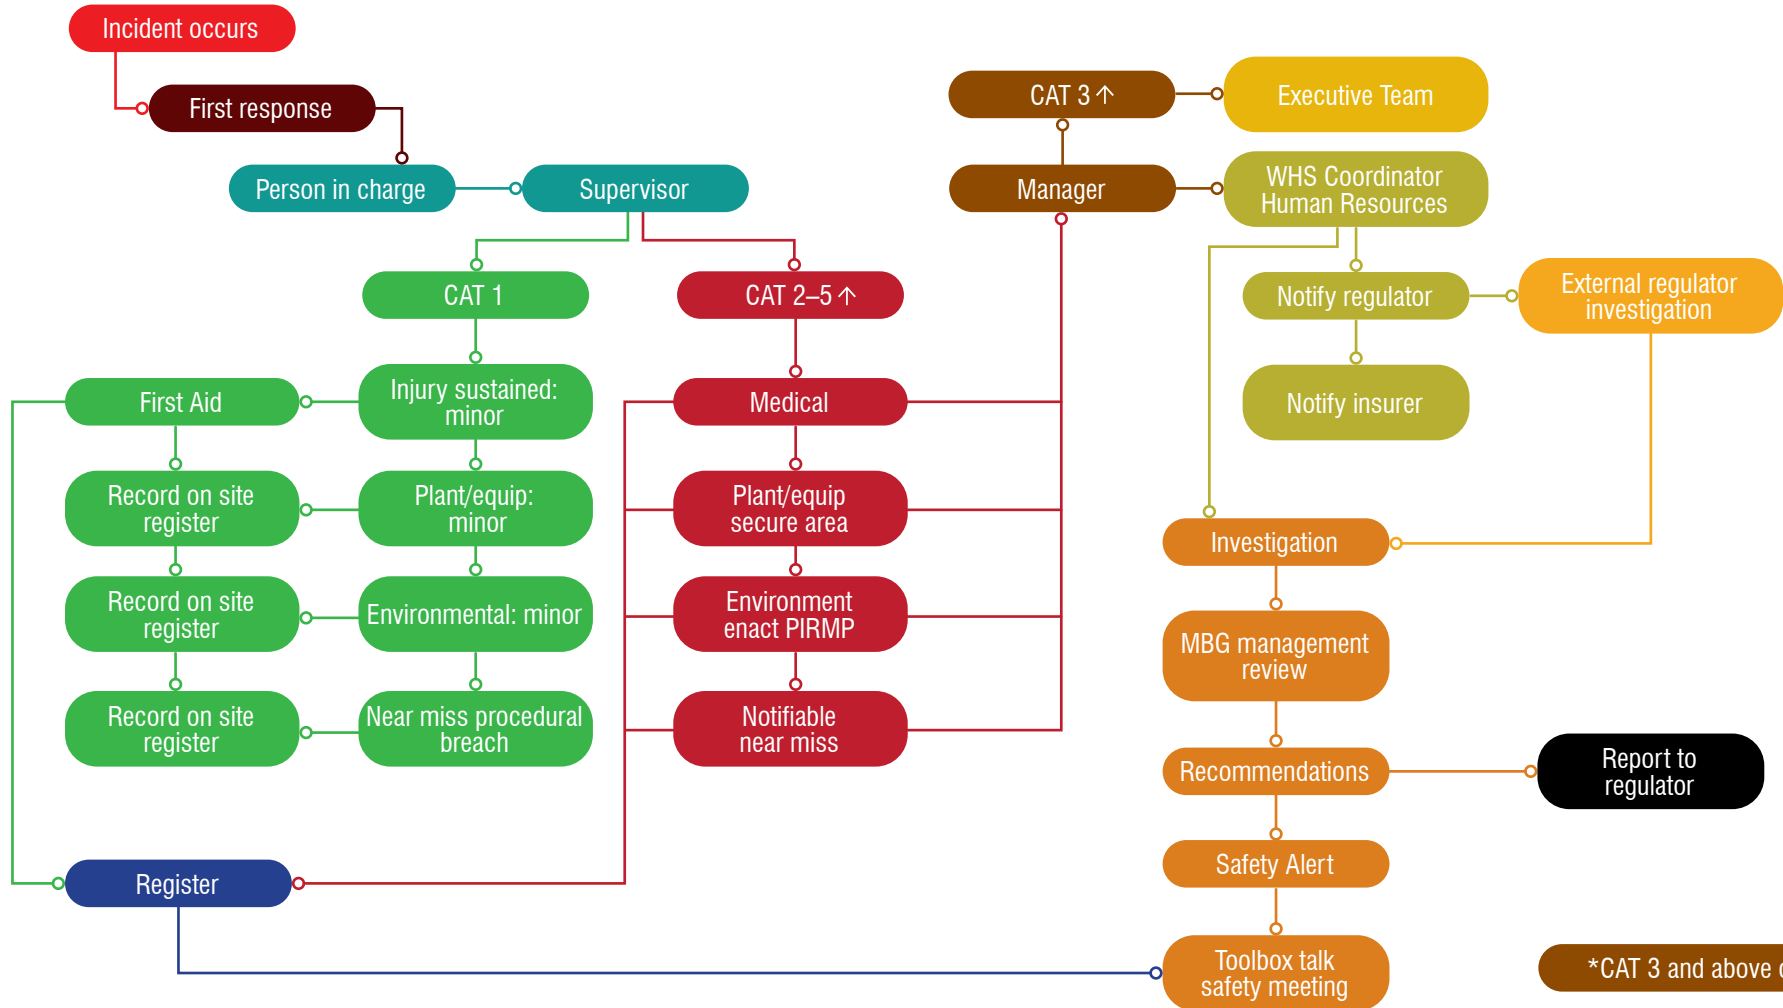 Incident occurs
First response
Person in charge
Supervisor
CAT 3 ↑
Executive Team
Manager
WHS Coordinator
Human Resources
CAT 1
CAT 2–5 ↑
Notify regulator
External regulator
investigation
First Aid
Injury sustained:
minor
Medical
Notify insurer
Record on site
register
Plant/equip:
minor
Plant/equip
secure area
Investigation
Record on site
register
Environmental: minor
Environment
enact PIRMP
MBG management
review
Record on site
register
Near miss procedural
breach
Notifiable
near miss
Recommendations
Report to
regulator
Register
Safety Alert
Toolbox talk
safety meeting
*CAT 3 and above